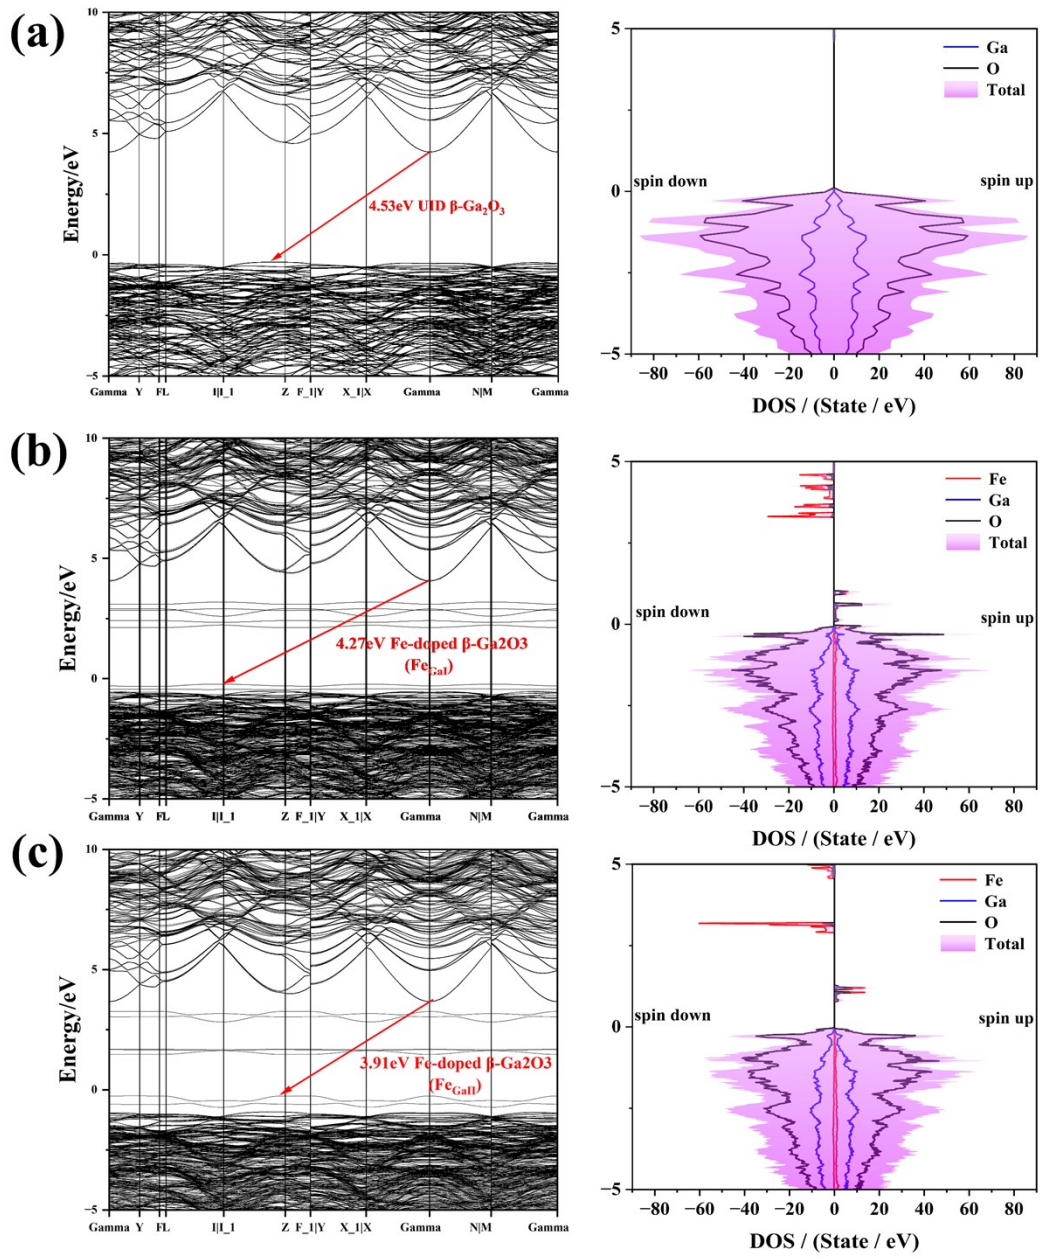 (a)
Energy/eV
10
5
0
−5
4.53eV UID β-Ga₂O₃
Gamma Y FL I|I_1 Z F_1|Y X_1|X Gamma N|M Gamma
5
0
−5
Ga
O
Total
spin down
spin up
−80 −60 −40 −20 0 20 40 60 80
DOS / (State / eV)
(b)
Energy/eV
10
5
0
−5
4.27eV Fe-doped β-Ga2O3
(Fe_GaI)
Gamma Y FL I|I_1 Z F_1|Y X_1|X Gamma N|M Gamma
5
0
−5
Fe
Ga
O
Total
spin down
spin up
−80 −60 −40 −20 0 20 40 60 80
DOS / (State / eV)
(c)
Energy/eV
10
5
0
−5
3.91eV Fe-doped β-Ga2O3
(Fe_GaII)
Gamma Y FL I|I_1 Z F_1|Y X_1|X Gamma N|M Gamma
5
0
−5
Fe
Ga
O
Total
spin down
spin up
−80 −60 −40 −20 0 20 40 60 80
DOS / (State / eV)